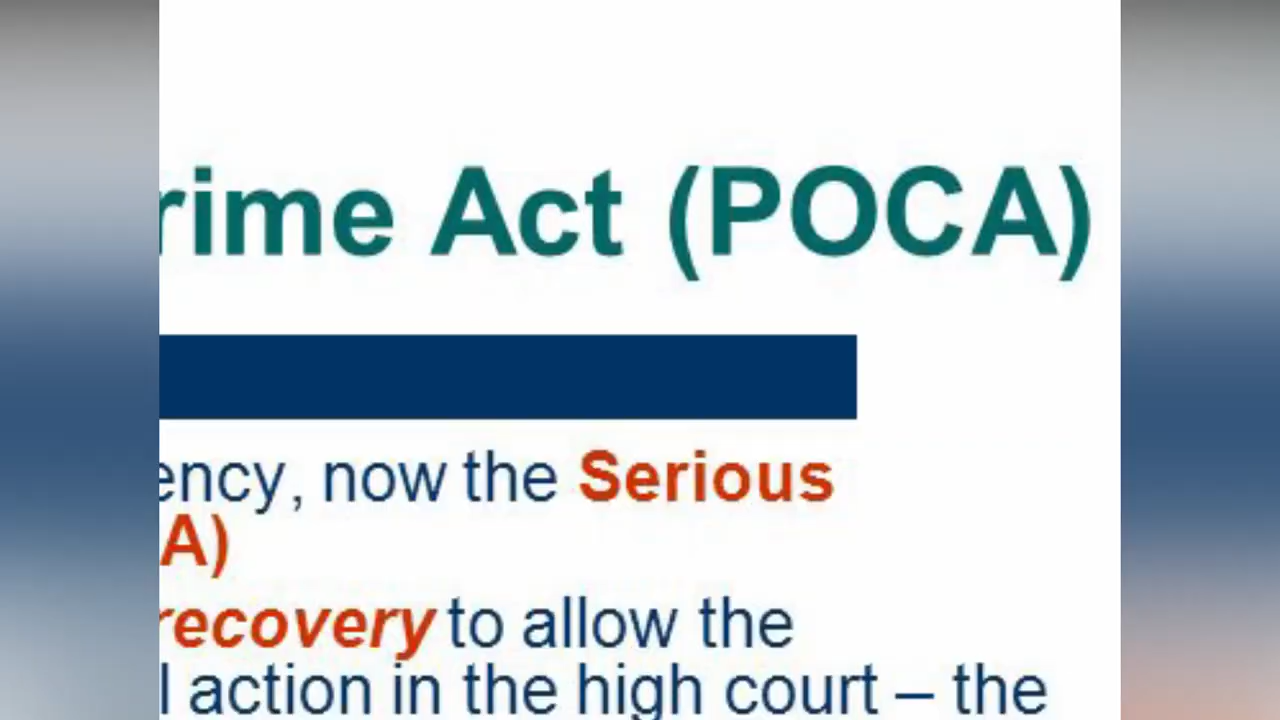 rime Act (POCA)
ency, now the Serious
A)
recovery to allow the
l action in the high court – the